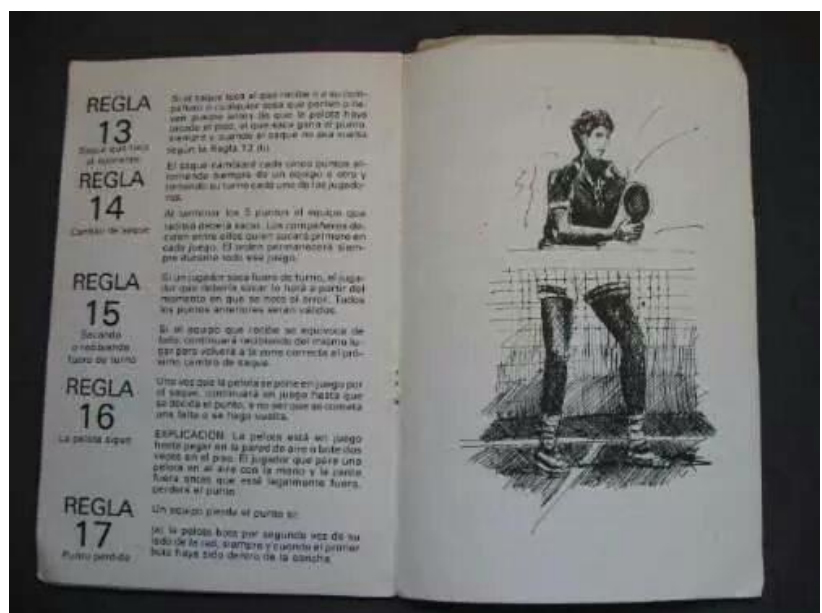 REGLA
13
Saque que toca
al oponente
Si el saque toca al que recibe o a su com-
pañero o cualquier cosa que porten o lle-
ven puesta antes de que la pelota haya
tocado el piso, el que saca gana el punto,
siempre y cuando el saque no sea vuelta
según la Regla 12 (b).
REGLA
14
Cambio de saque
El saque cambiará cada cinco puntos al-
ternando siempre de un equipo a otro y
tomando su turno cada uno de los jugado-
res.
Al terminar los 5 puntos el equipo que
recibía deberá sacar. Los compañeros de-
ciden entre ellos quien sacará primero en
cada juego. El orden permanecerá siem-
pre durante todo ese juego.
REGLA
15
Sacando
o recibiendo
fuera de turno
Si un jugador saca fuera de turno, el juga-
dor que debería sacar lo hará a partir del
momento en que se note el error. Todos
los puntos anteriores serán válidos.
Si el equipo que recibe se equivoca de
lado, continuará recibiendo del mismo lu-
gar para volverá a la zona correcta al pró-
ximo cambio de saque.
REGLA
16
La pelota sigue
Una vez que la pelota se pone en juego por
el saque, continuará en juego hasta que
se decida el punto, a no ser que se cometa
una falta o se haga vuelta.
EXPLICACION: La pelota está en juego
hasta pegar en la pared de aire o bote dos
veces en el piso. El jugador que pare una
pelota en el aire con la mano y la cante
fuera antes que esté legalmente fuera,
perderá el punto.
REGLA
17
Punto perdido
Un equipo pierde el punto si:
(a) la pelota bota por segunda vez de su
lado de la red, siempre y cuando el primer
bote haya sido dentro de la cancha